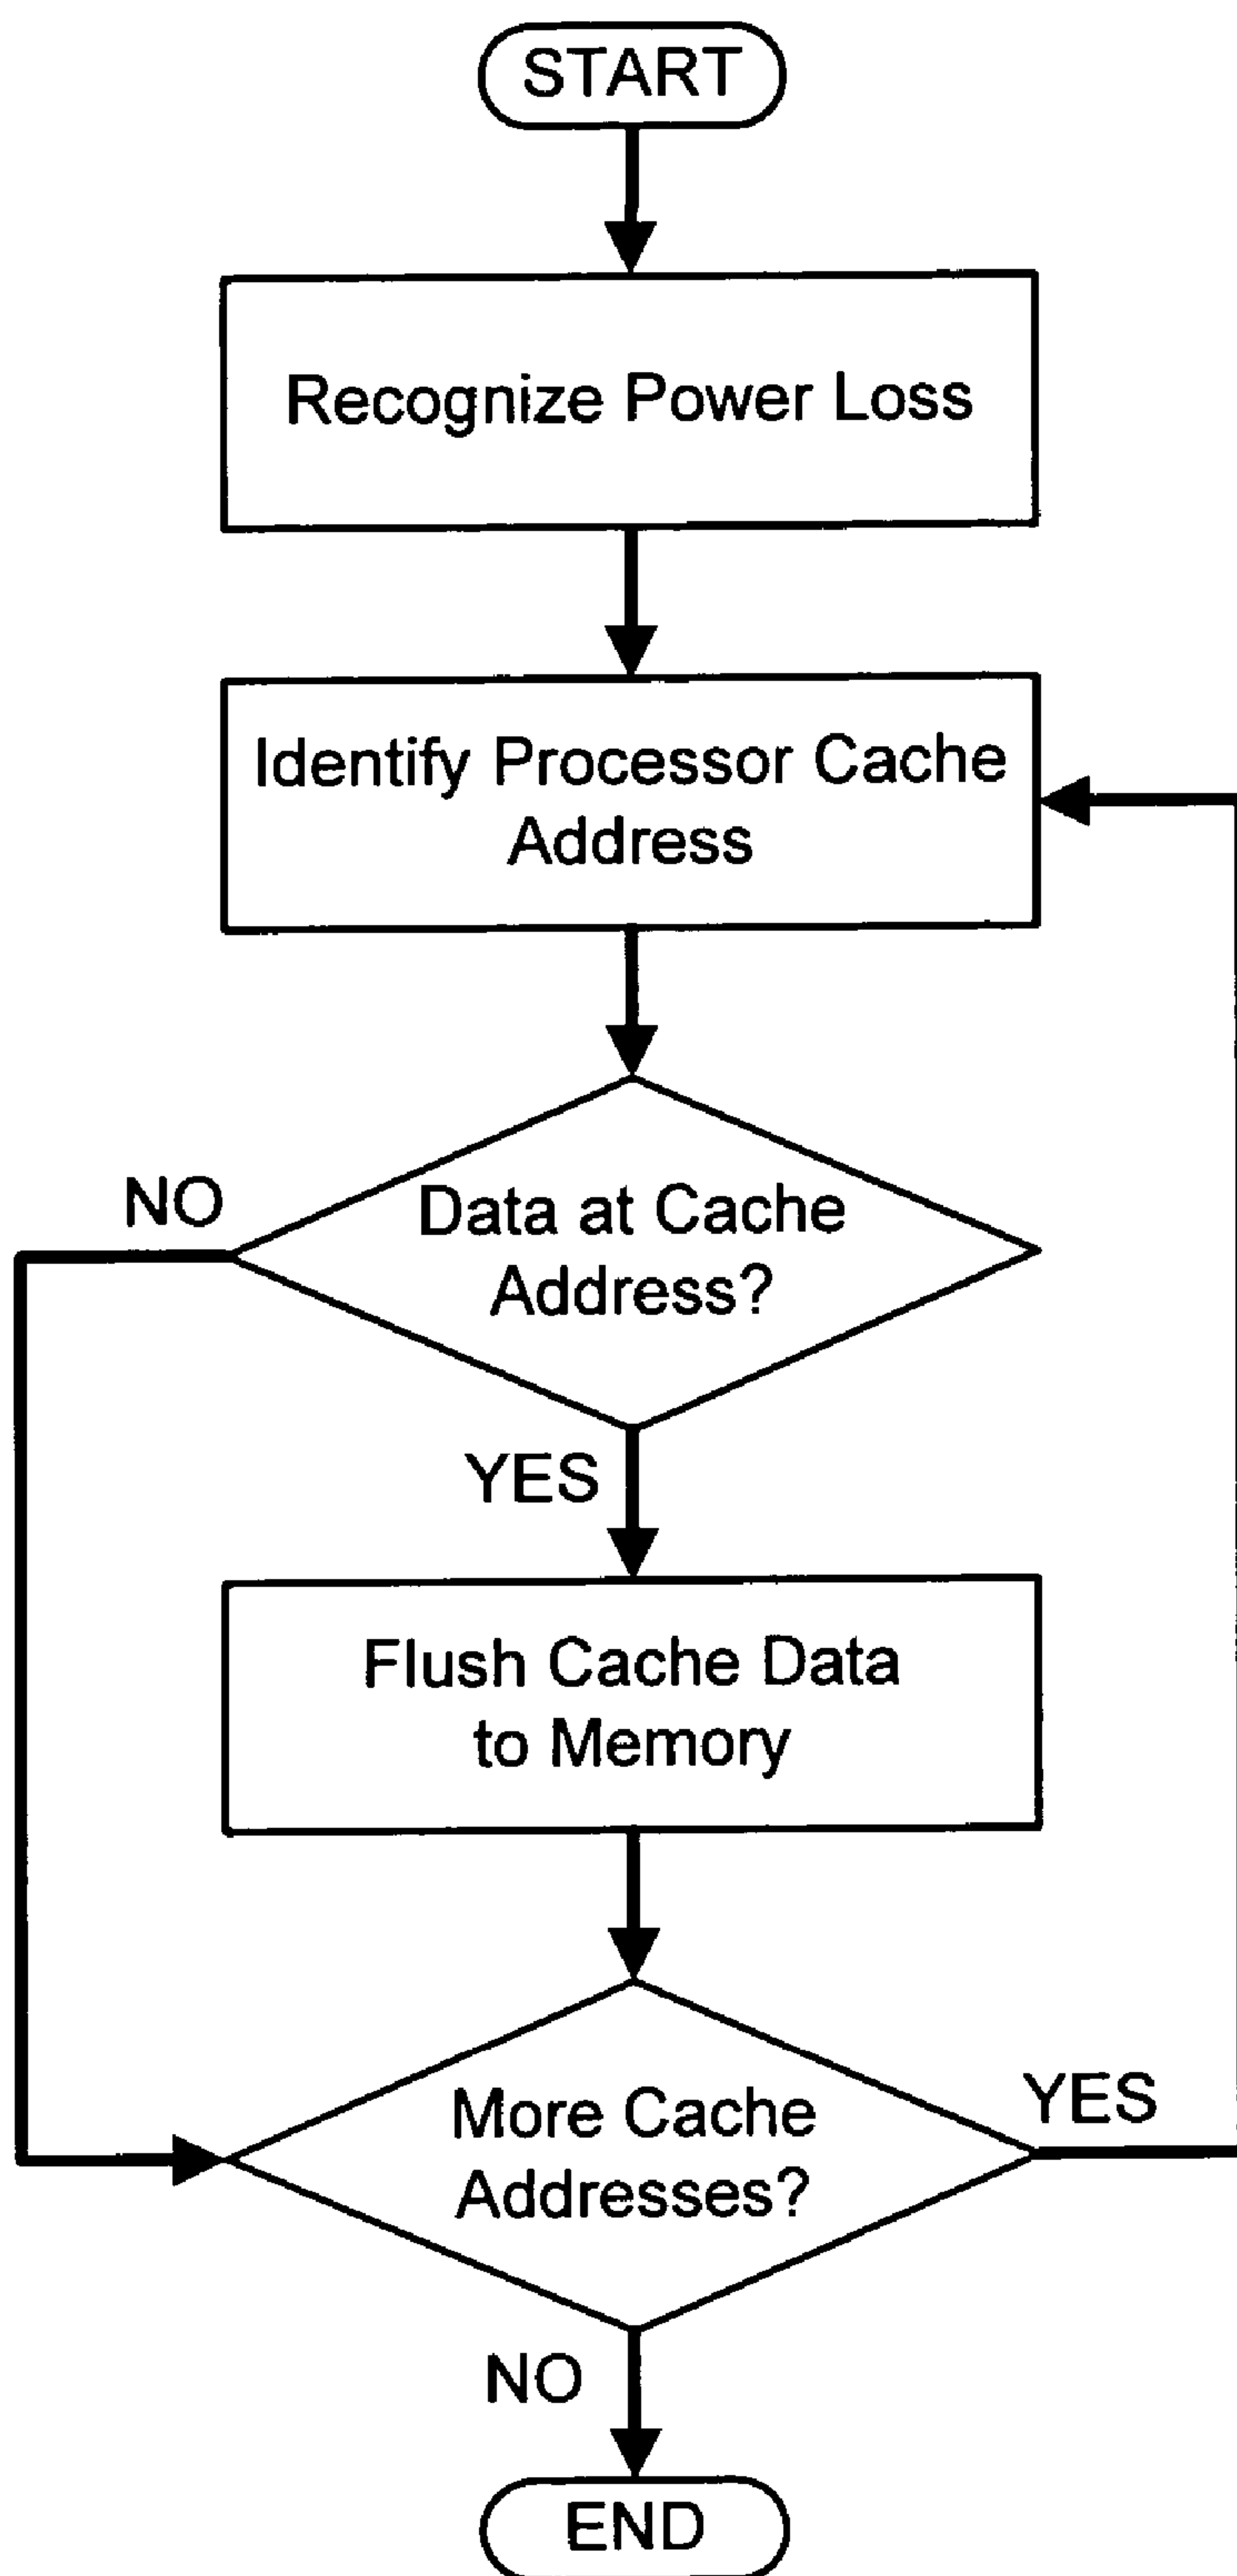 START
Recognize Power Loss
Identify Processor Cache
Address
NO
Data at Cache
Address?
YES
Flush Cache Data
to Memory
More Cache
Addresses?
YES
NO
END